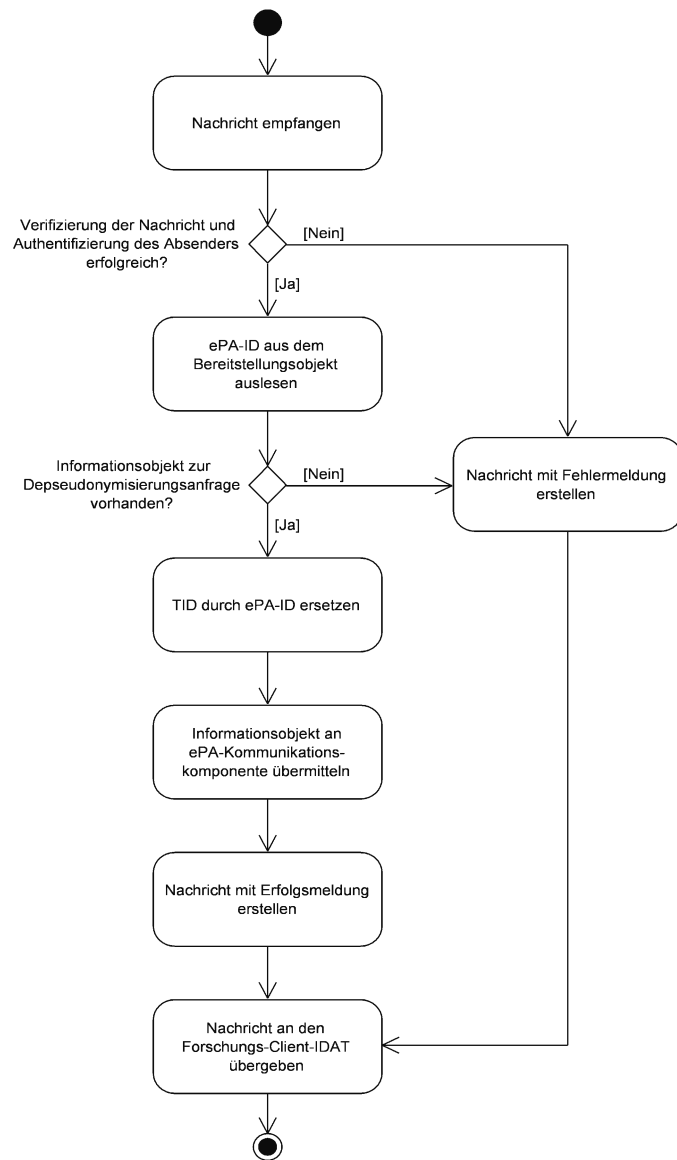 Nachricht empfangen
Verifizierung der Nachricht und
Authentifizierung des Absenders
erfolgreich?
[Nein]
[Ja]
ePA-ID aus dem
Bereitstellungsobjekt
auslesen
Informationsobjekt zur
Depseudonymisierungsanfrage
vorhanden?
[Nein]
Nachricht mit Fehlermeldung
erstellen
[Ja]
TID durch ePA-ID ersetzen
Informationsobjekt an
ePA-Kommunikations-
komponente übermitteln
Nachricht mit Erfolgsmeldung
erstellen
Nachricht an den
Forschungs-Client-IDAT
übergeben